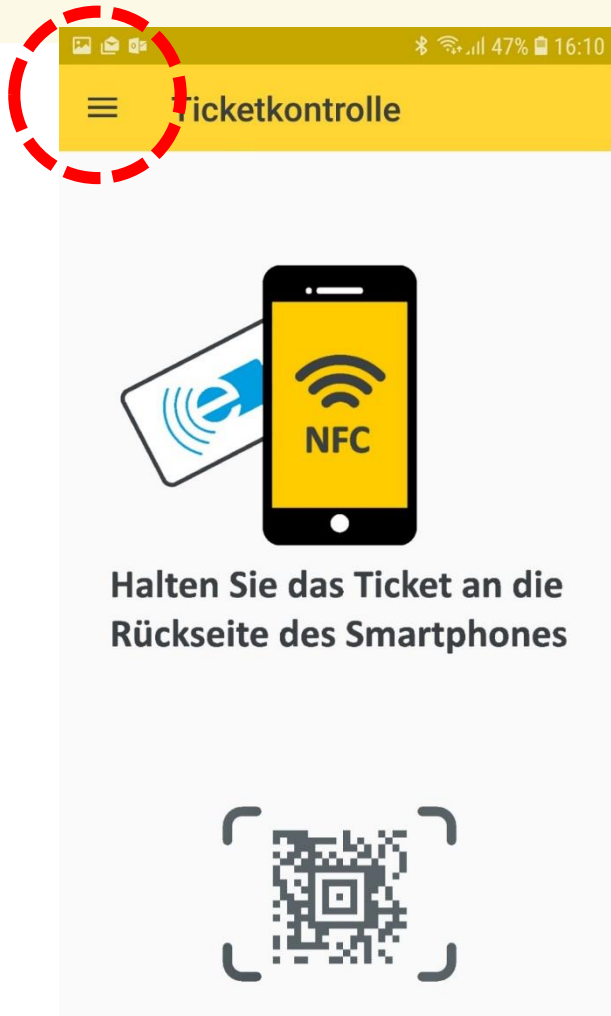 47% 16:10
Ticketkontrolle
NFC
Halten Sie das Ticket an die
Rückseite des Smartphones